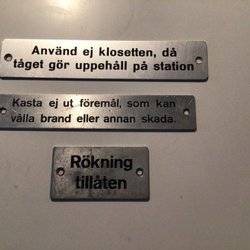 Använd ej klosetten, då
tåget gör uppehåll på station
Kasta ej ut föremål, som kan
vålla brand eller annan skada.
Rökning
tillåten